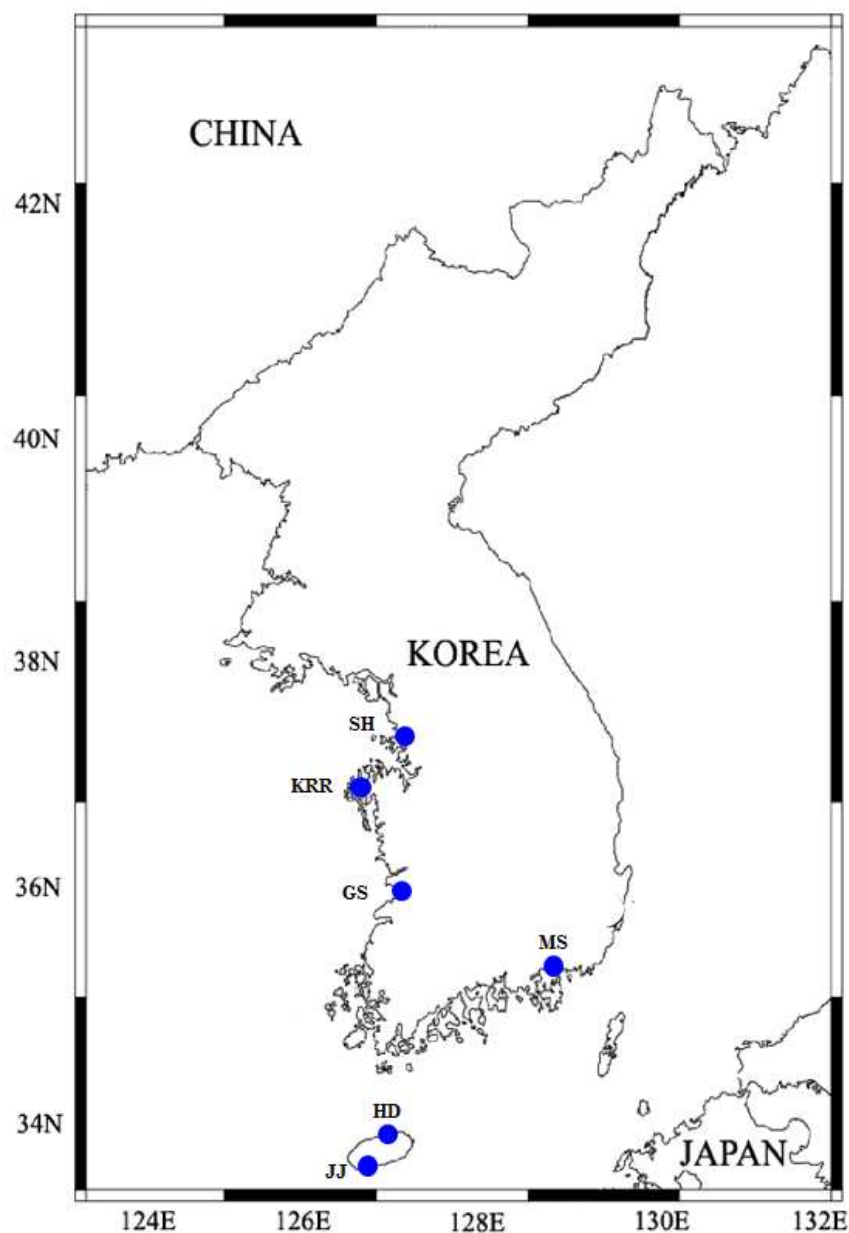 CHINA
42N
40N
38N
KOREA
SH
KRR
36N
GS
MS
34N
HD
JJ
JAPAN
124E 126E 128E 130E 132E